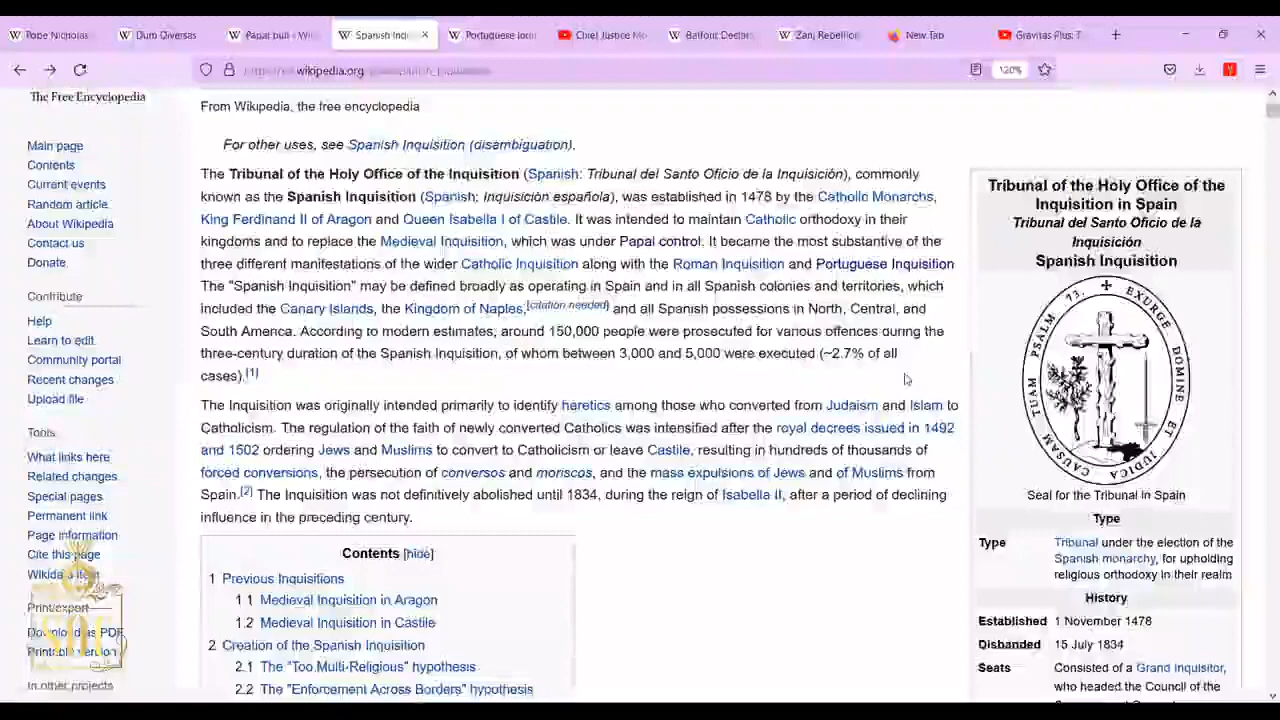 Pope Nicholas
Dum Diversas
Papal bull - Wi
Spanish Inqu
Portuguese Inqu
Chief Justice Mo
Balfour Declara
Zanj Rebellion
New Tab
Gravitas Plus: T
wikipedia.org
120%
The Free Encyclopedia
Main page
Contents
Current events
Random article
About Wikipedia
Contact us
Donate
Contribute
Help
Learn to edit
Community portal
Recent changes
Upload file
Tools
What links here
Related changes
Special pages
Permanent link
Page information
Cite this page
Wikidata item
Print/export
Download as PDF
Printable version
In other projects
From Wikipedia, the free encyclopedia
For other uses, see Spanish Inquisition (disambiguation).
The Tribunal of the Holy Office of the Inquisition (Spanish: Tribunal del Santo Oficio de la Inquisición), commonly
known as the Spanish Inquisition (Spanish: Inquisición española), was established in 1478 by the Catholic Monarchs,
King Ferdinand II of Aragon and Queen Isabella I of Castile. It was intended to maintain Catholic orthodoxy in their
kingdoms and to replace the Medieval Inquisition, which was under Papal control. It became the most substantive of the
three different manifestations of the wider Catholic Inquisition along with the Roman Inquisition and Portuguese Inquisition
The "Spanish Inquisition" may be defined broadly as operating in Spain and in all Spanish colonies and territories, which
included the Canary Islands, the Kingdom of Naples,[citation needed] and all Spanish possessions in North, Central, and
South America. According to modern estimates, around 150,000 people were prosecuted for various offences during the
three-century duration of the Spanish Inquisition, of whom between 3,000 and 5,000 were executed (~2.7% of all
cases).[1]
The Inquisition was originally intended primarily to identify heretics among those who converted from Judaism and Islam to
Catholicism. The regulation of the faith of newly converted Catholics was intensified after the royal decrees issued in 1492
and 1502 ordering Jews and Muslims to convert to Catholicism or leave Castile, resulting in hundreds of thousands of
forced conversions, the persecution of conversos and moriscos, and the mass expulsions of Jews and of Muslims from
Spain.[2] The Inquisition was not definitively abolished until 1834, during the reign of Isabella II, after a period of declining
influence in the preceding century.
Contents [hide]
1 Previous Inquisitions
1.1 Medieval Inquisition in Aragon
1.2 Medieval Inquisition in Castile
2 Creation of the Spanish Inquisition
2.1 The "Too Multi-Religious" hypothesis
2.2 The "Enforcement Across Borders" hypothesis
Tribunal of the Holy Office of the
Inquisition in Spain
Tribunal del Santo Oficio de la
Inquisición
Spanish Inquisition
EXURGE DOMINE ET JUDICA CAUSAM TUAM PSALM 73.
Seal for the Tribunal in Spain
Type
Type Tribunal under the election of the
Spanish monarchy, for upholding
religious orthodoxy in their realm
History
Established 1 November 1478
Disbanded 15 July 1834
Seats Consisted of a Grand Inquisitor,
who headed the Council of the